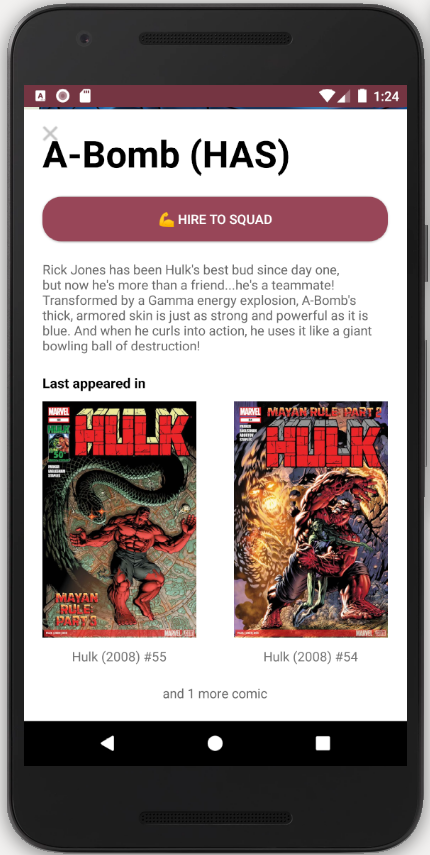 1:24
A-Bomb (HAS)
💪 HIRE TO SQUAD
Rick Jones has been Hulk's best bud since day one,
but now he's more than a friend...he's a teammate!
Transformed by a Gamma energy explosion, A-Bomb's
thick, armored skin is just as strong and powerful as it is
blue. And when he curls into action, he uses it like a giant
bowling ball of destruction!
Last appeared in
MARVEL
HULK
50
MAYAN
RULE:
PART 3
MAYAN RULE: PART 2
MARVEL
HULK
Hulk (2008) #55
Hulk (2008) #54
and 1 more comic